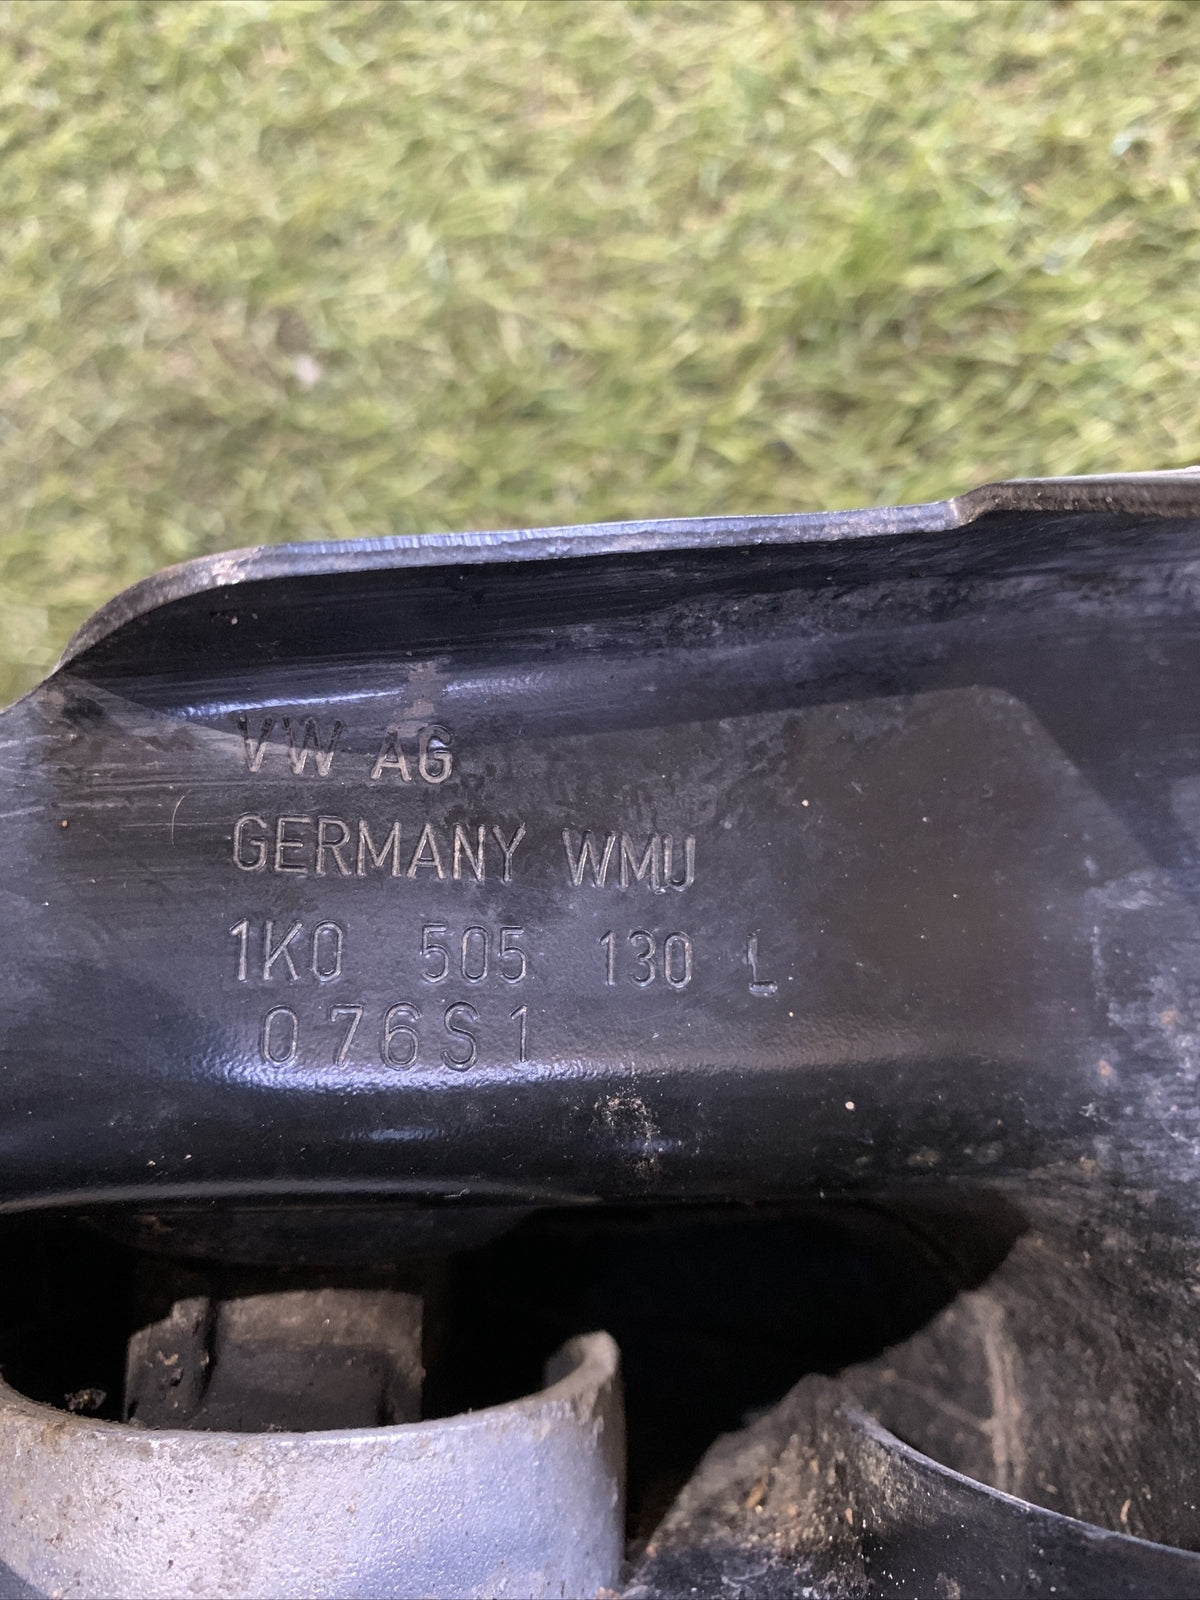 VW AG
GERMANY WMU
1K0 505 130 L
076S1